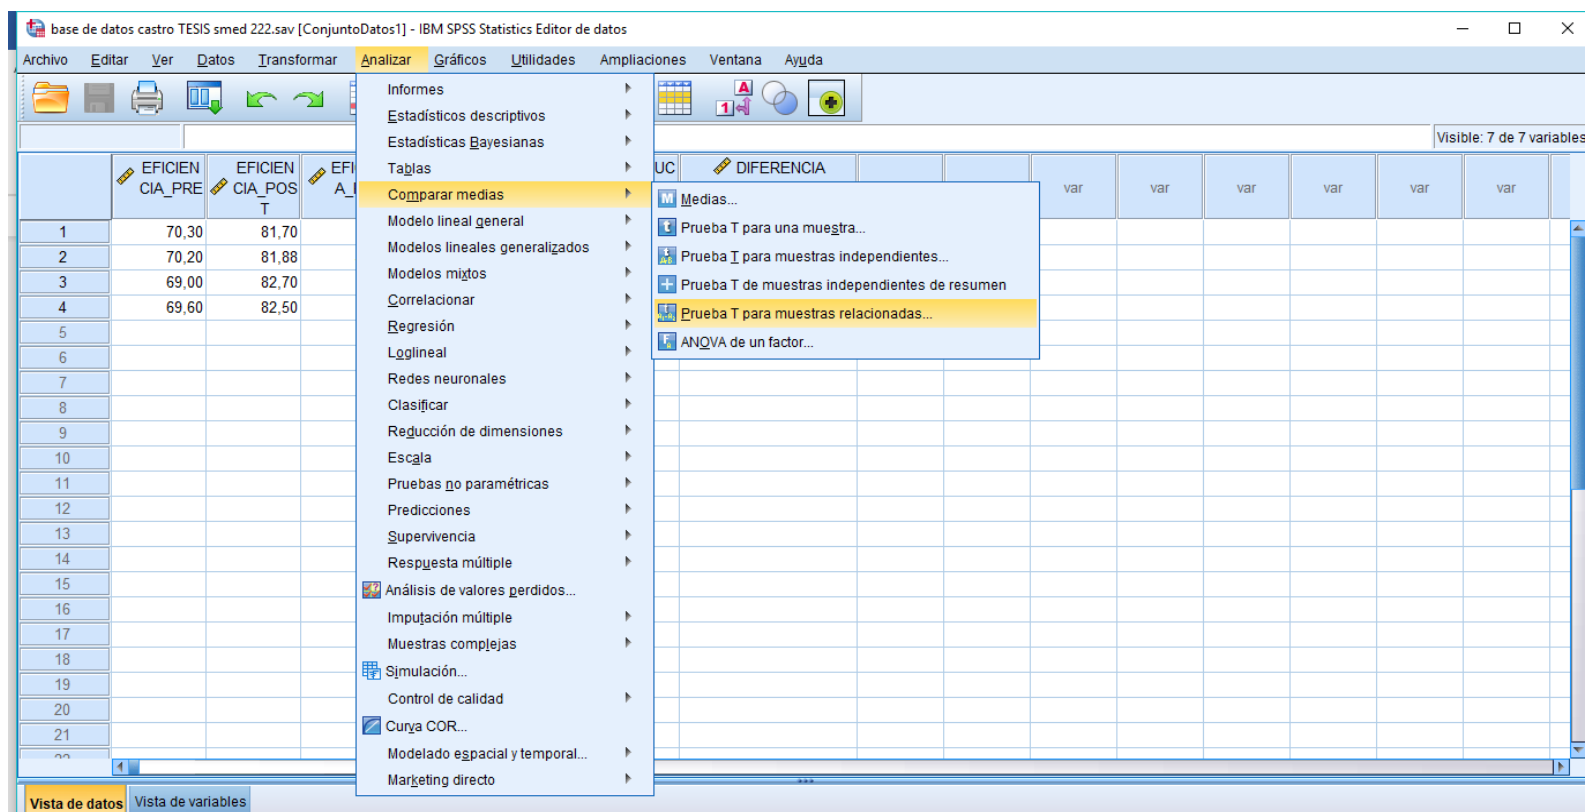 base de datos castro TESIS smed 222.sav [ConjuntoDatos1] - IBM SPSS Statistics Editor de datos
Archivo Editar Ver Datos Transformar Analizar Gráficos Utilidades Ampliaciones Ventana Ayuda
Visible: 7 de 7 variables
EFICIEN
CIA_PRE
EFICIEN
CIA_POS
T
EFI
A_
UC
DIFERENCIA
var var var var var var
1 70,30 81,70
2 70,20 81,88
3 69,00 82,70
4 69,60 82,50
5
6
7
8
9
10
11
12
13
14
15
16
17
18
19
20
21
22
Informes
Estadísticos descriptivos
Estadísticas Bayesianas
Tablas
Comparar medias
Modelo lineal general
Modelos lineales generalizados
Modelos mixtos
Correlacionar
Regresión
Loglineal
Redes neuronales
Clasificar
Reducción de dimensiones
Escala
Pruebas no paramétricas
Predicciones
Supervivencia
Respuesta múltiple
Análisis de valores perdidos...
Imputación múltiple
Muestras complejas
Simulación...
Control de calidad
Curva COR...
Modelado espacial y temporal...
Marketing directo
Medias...
Prueba T para una muestra...
Prueba T para muestras independientes...
Prueba T de muestras independientes de resumen
Prueba T para muestras relacionadas...
ANOVA de un factor...
Vista de datos Vista de variables